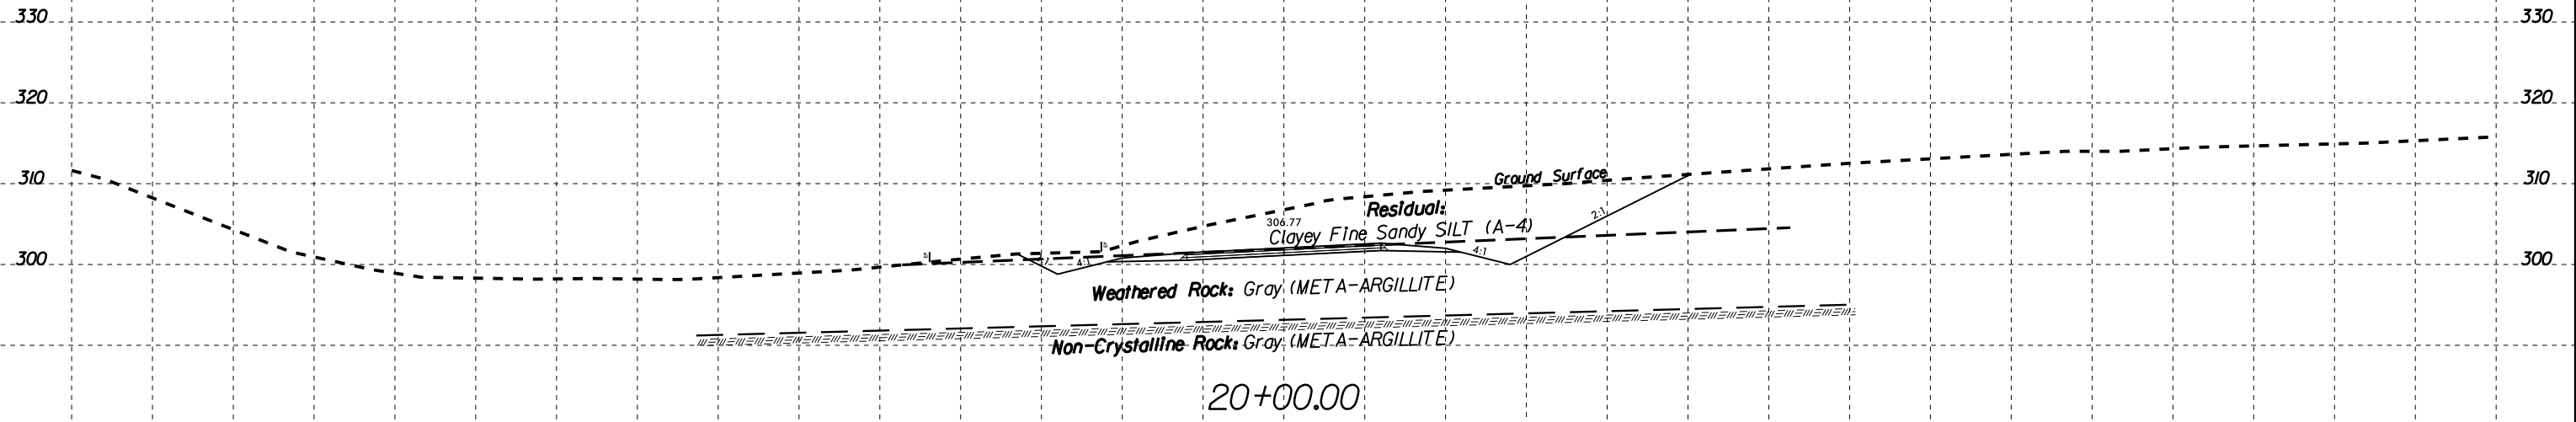 330 330
320 320
310 310
Ground Surface
Residual:
306.77
Clayey Fine Sandy SILT (A-4)
2:1
300 300
4:1 4:1
Weathered Rock: Gray (META-ARGILLITE)
Non-Crystalline Rock: Gray (META-ARGILLITE)
20+00.00